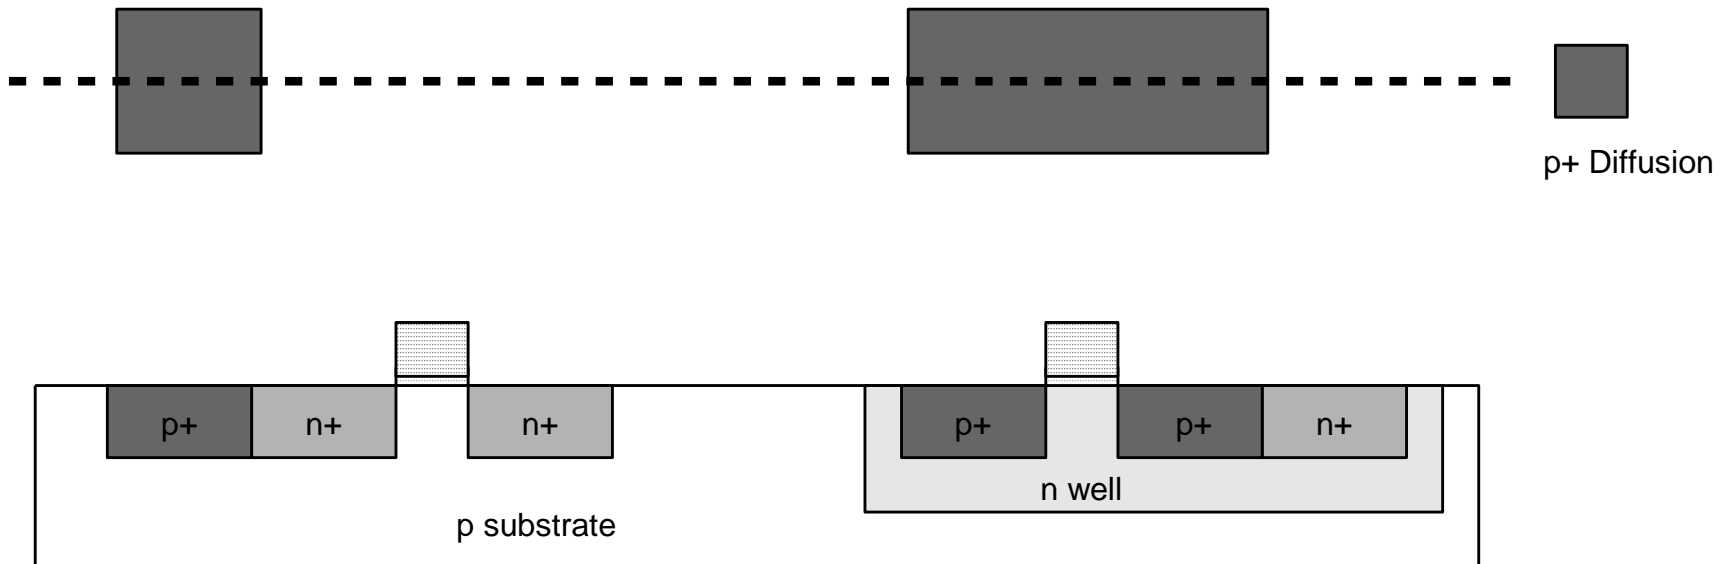 p+ Diffusion
p+
n+
n+
p+
p+
n+
n well
p substrate